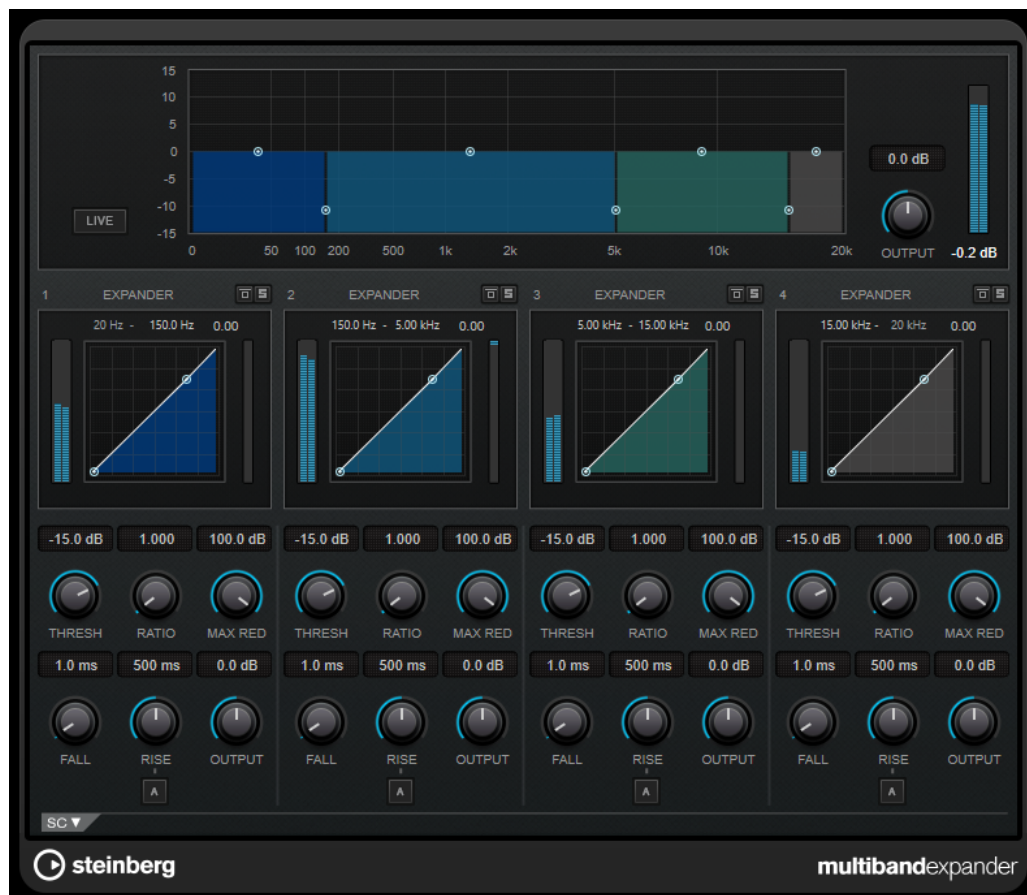 15
10
5
0
-5
-10
-15
LIVE
0 50 100 200 500 1k 2k 5k 10k 20k
0.0 dB
OUTPUT
-0.2 dB
1 EXPANDER S 2 EXPANDER S 3 EXPANDER S 4 EXPANDER S
20 Hz - 150.0 Hz 0.00 150.0 Hz - 5.00 kHz 0.00 5.00 kHz - 15.00 kHz 0.00 15.00 kHz - 20 kHz 0.00
-15.0 dB 1.000 100.0 dB -15.0 dB 1.000 100.0 dB -15.0 dB 1.000 100.0 dB -15.0 dB 1.000 100.0 dB
THRESH RATIO MAX RED THRESH RATIO MAX RED THRESH RATIO MAX RED THRESH RATIO MAX RED
1.0 ms 500 ms 0.0 dB 1.0 ms 500 ms 0.0 dB 1.0 ms 500 ms 0.0 dB 1.0 ms 500 ms 0.0 dB
FALL RISE OUTPUT FALL RISE OUTPUT FALL RISE OUTPUT FALL RISE OUTPUT
A A A A
SC ▼
steinberg multibandexpander